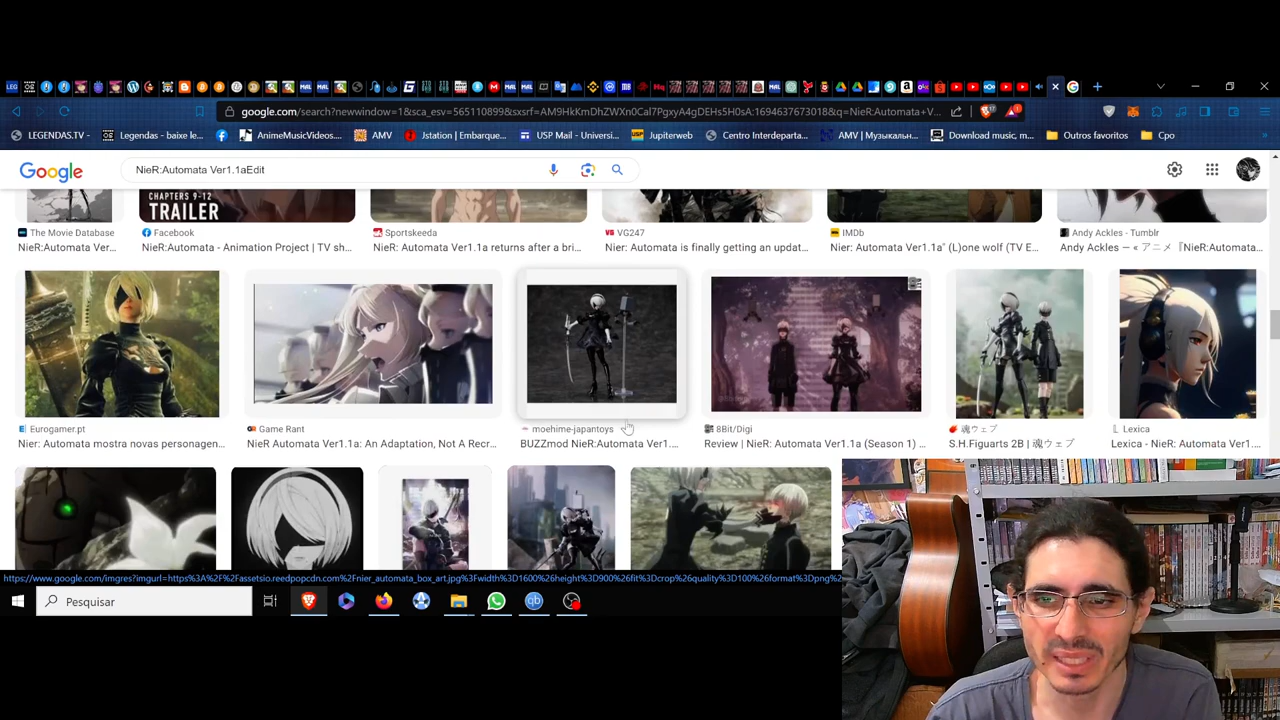 google.com/search?newwindow=1&sca_esv=565110899&sxsrf=AM9HkKmDhZWXn0Cal7PgxyA4gDEHs5H0sA:1694637673018&q=NieR:Automata+V...
LEGENDAS.TV - Legendas - baixe le... AnimeMusicVideos.... AMV Jstation | Embarque... USP Mail - Universi... Jupiterweb Centro Interdeparta... AMV | Музыкальн... Download music, m... Outros favoritos Cpo
Google NieR:Automata Ver1.1aEdit
CHAPTERS 9-12
TRAILER
The Movie Database Facebook Sportskeeda VG247 IMDb Andy Ackles - Tumblr
NieR:Automata Ver... NieR:Automata - Animation Project | TV sh... NieR: Automata Ver1.1a returns after a bri... Nier: Automata is finally getting an updat... Nier: Automata Ver1.1a" (L)one wolf (TV E... Andy Ackles — « アニメ『NieR:Automata...
Eurogamer.pt Game Rant moehime-japantoys 8Bit/Digi 魂ウェブ Lexica
Nier: Automata mostra novas personagen... NieR Automata Ver1.1a: An Adaptation, Not A Recr... BUZZmod NieR:Automata Ver1.... Review | NieR: Automata Ver1.1a (Season 1) ... S.H.Figuarts 2B | 魂ウェブ Lexica - NieR: Automata Ver1....
https://www.google.com/imgres?imgurl=https%3A%2F%2Fassetsio.reedpopcdn.com%2Fnier_automata_box_art.jpg%3Fwidth%3D1600%26height%3D900%26fit%3Dcrop%26quality%3D100%26format%3Dpng%2
Pesquisar